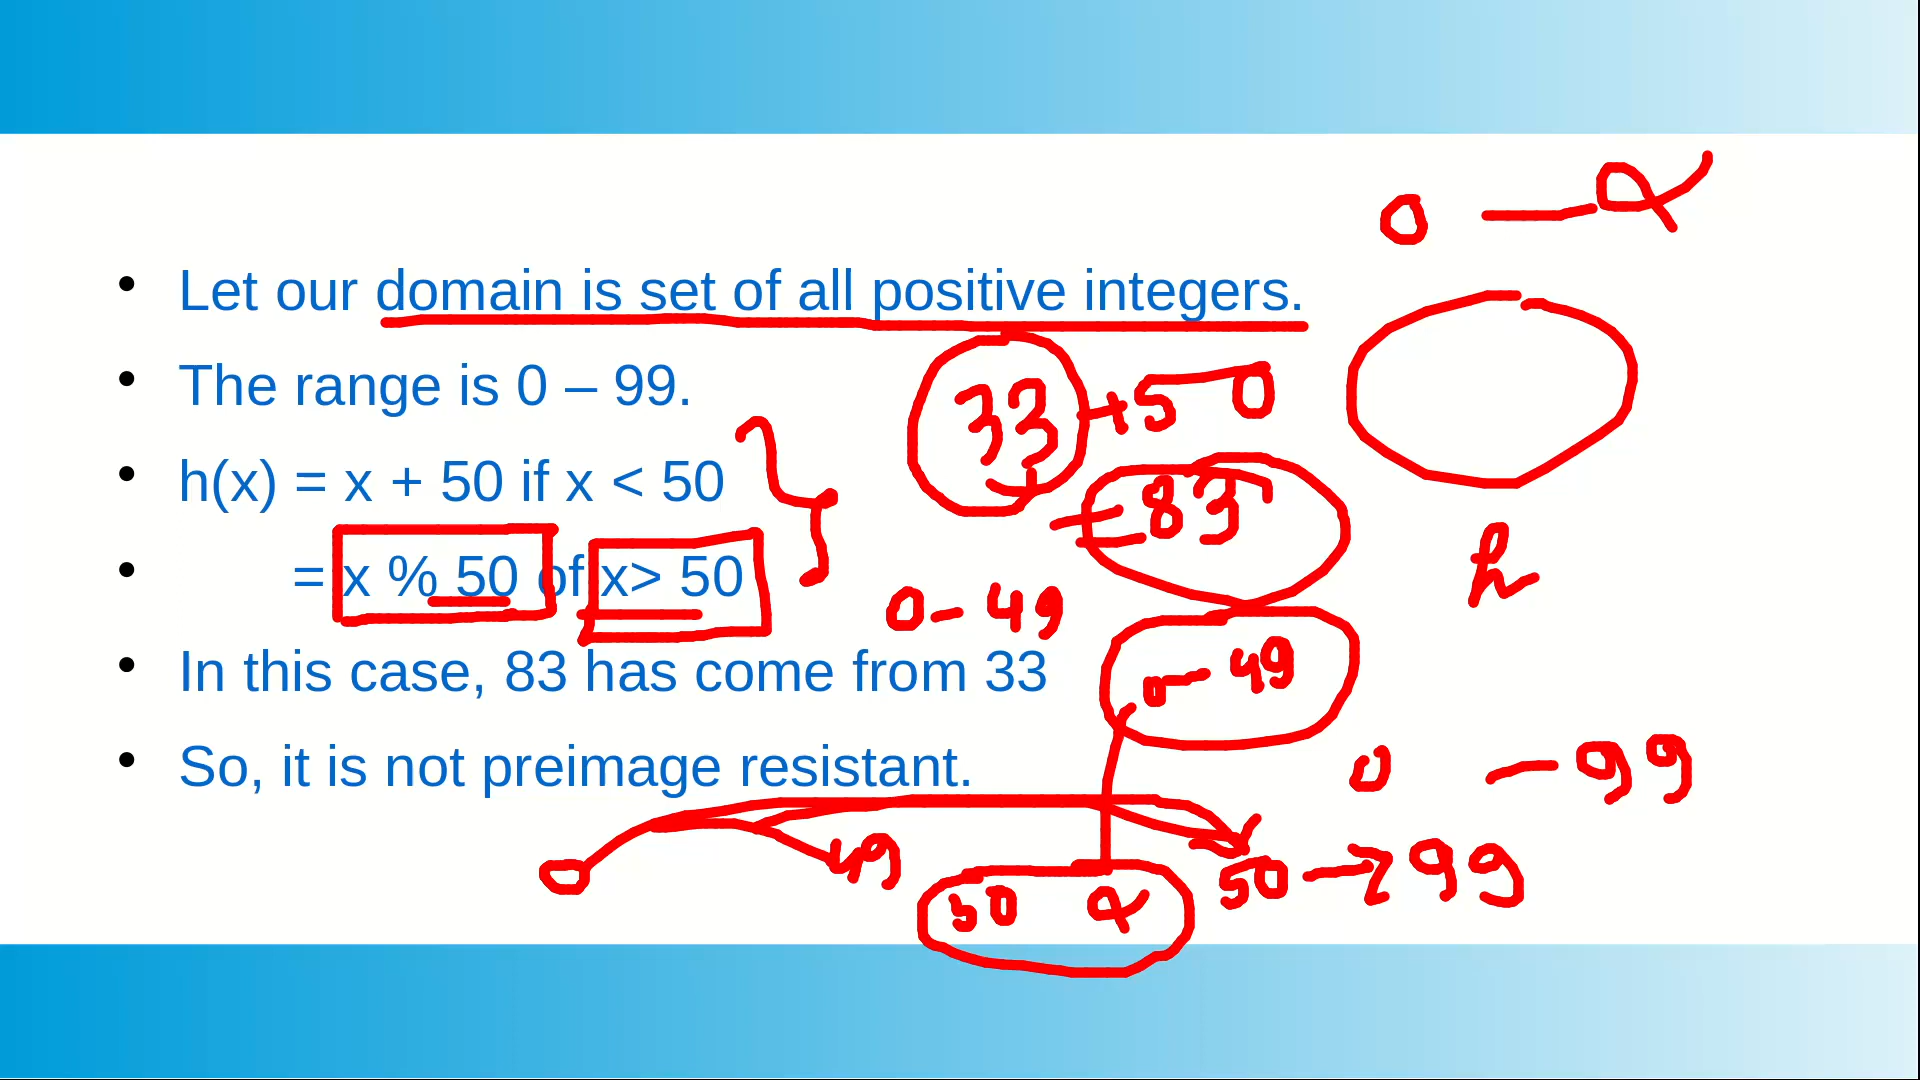 0 — α
Let our domain is set of all positive integers.
33 + 50
The range is 0 – 99.
h(x) = x + 50 if x < 50
= 83
= x % 50 of x> 50
h
0 - 49
In this case, 83 has come from 33
0 - 49
So, it is not preimage resistant.
0 - 99
0 49
50 α
50 → 99